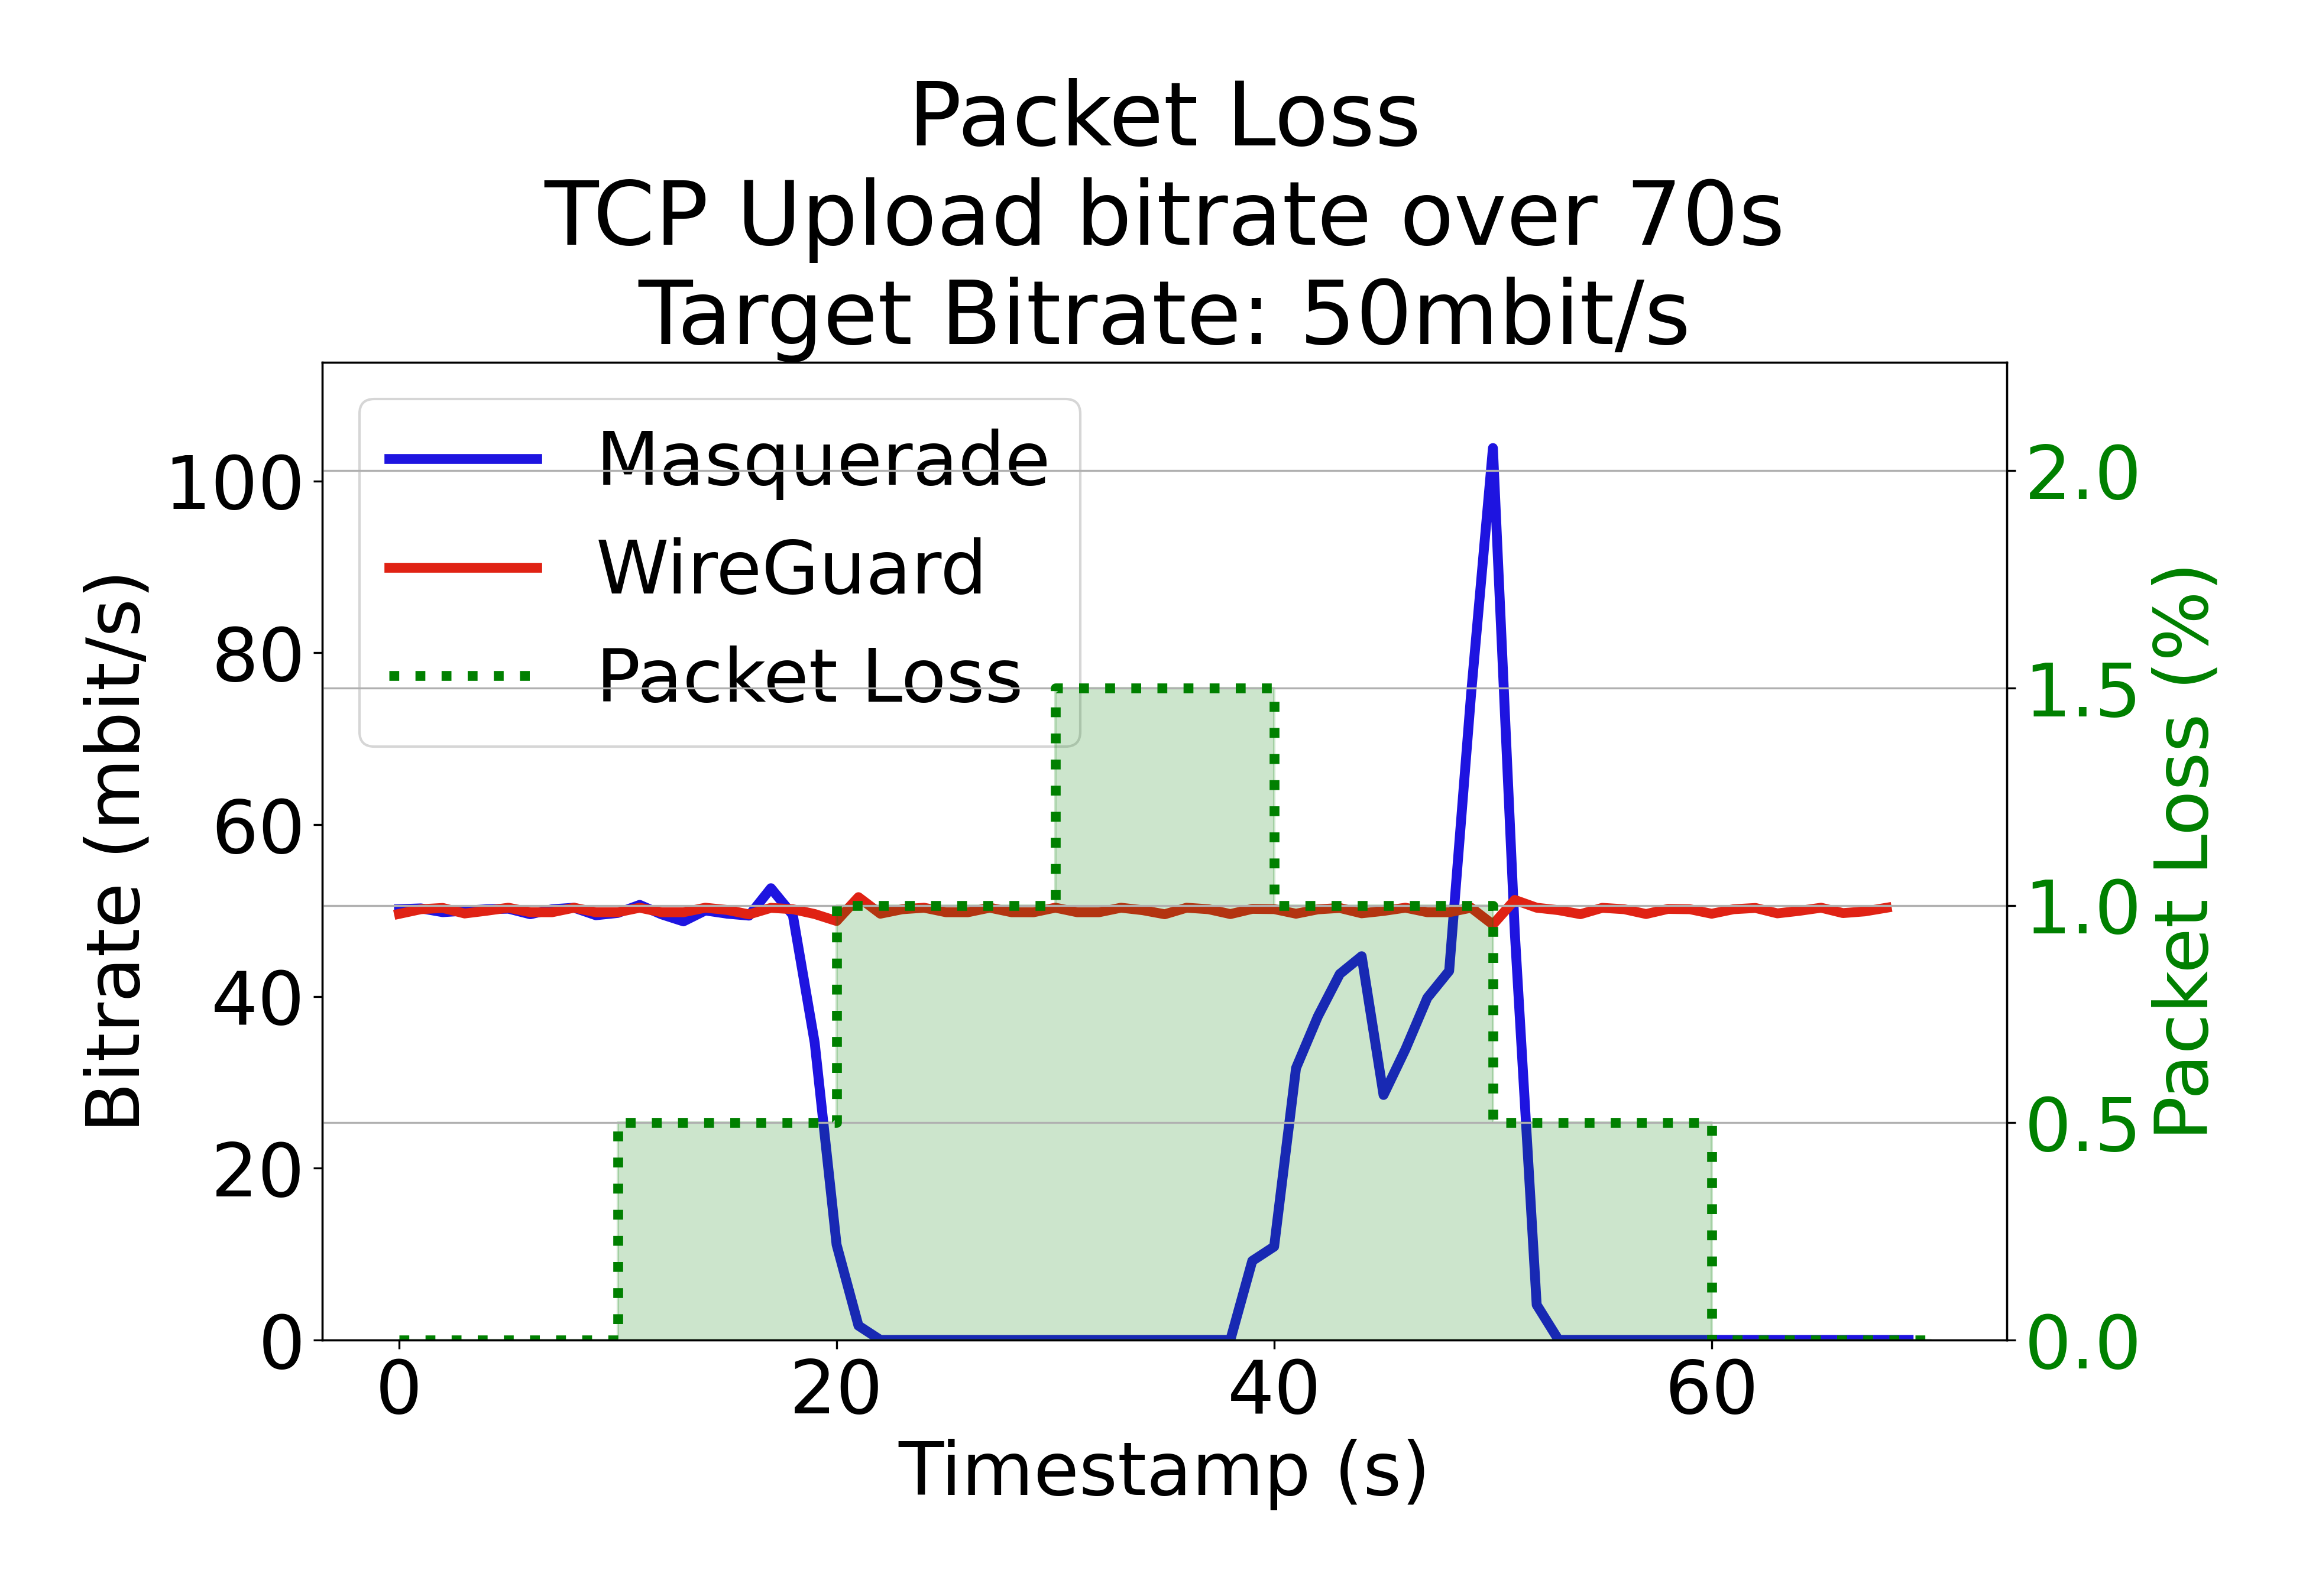 Packet Loss
TCP Upload bitrate over 70s
Target Bitrate: 50mbit/s
Masquerade
WireGuard
Packet Loss
Bitrate (mbit/s)
100
80
60
40
20
0
Packet Loss (%)
2.0
1.5
1.0
0.5
0.0
0 20 40 60
Timestamp (s)